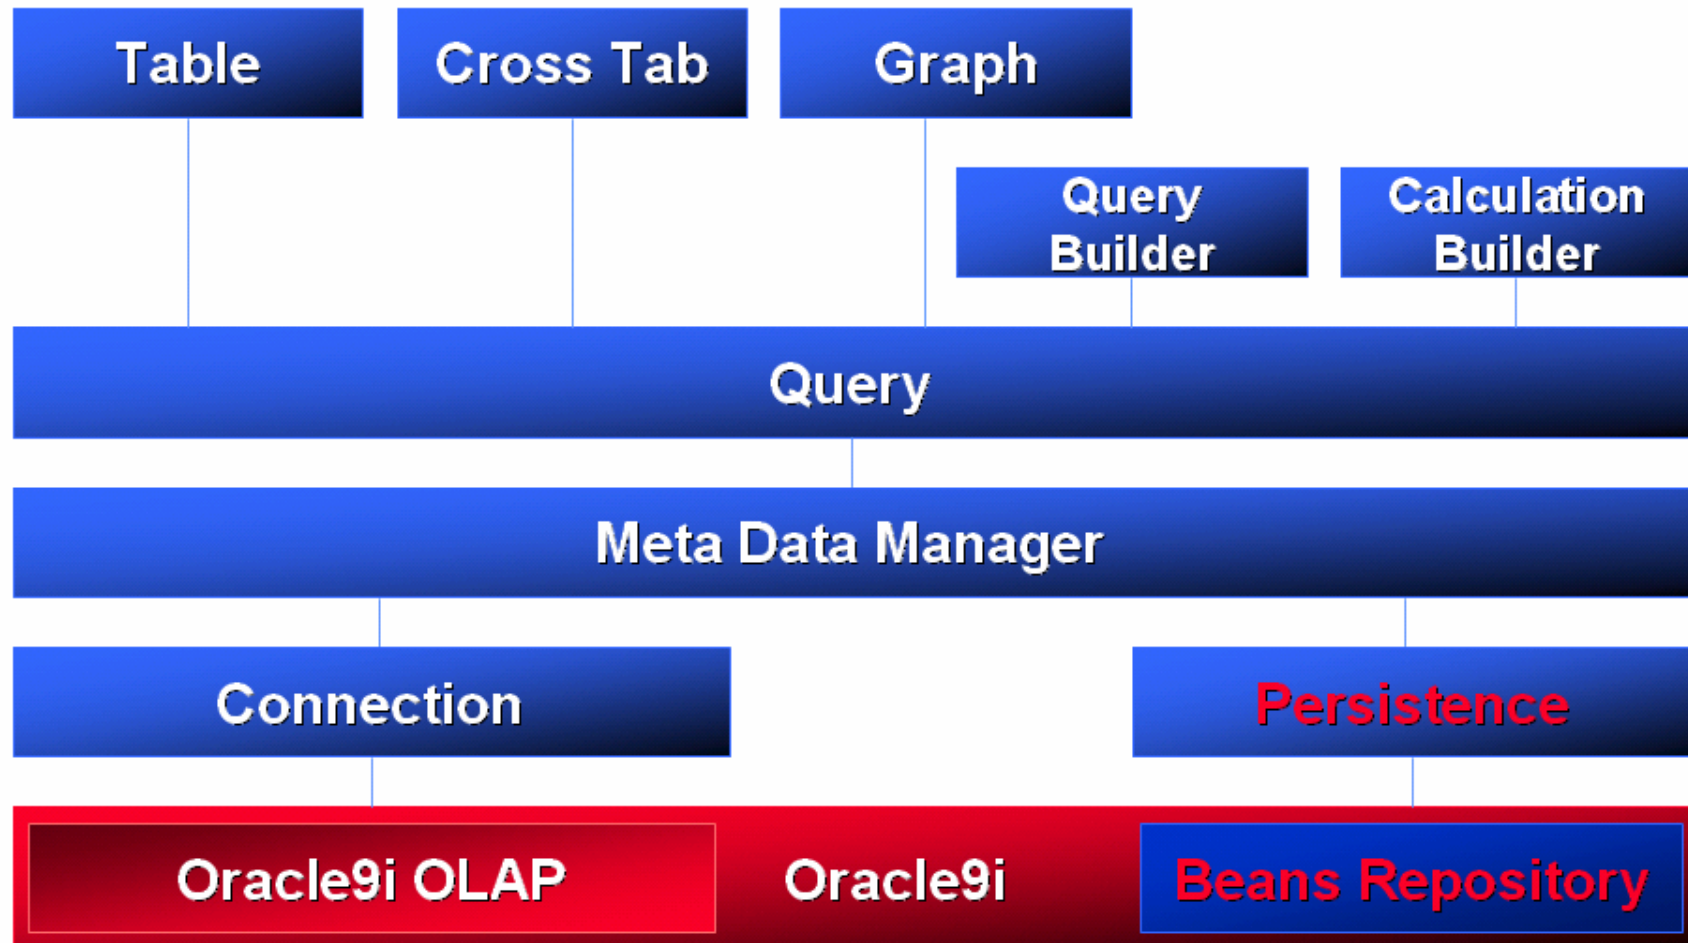 Table
Cross Tab
Graph
Query
Builder
Calculation
Builder
Query
Meta Data Manager
Connection
Persistence
Oracle9i OLAP
Oracle9i
Beans Repository